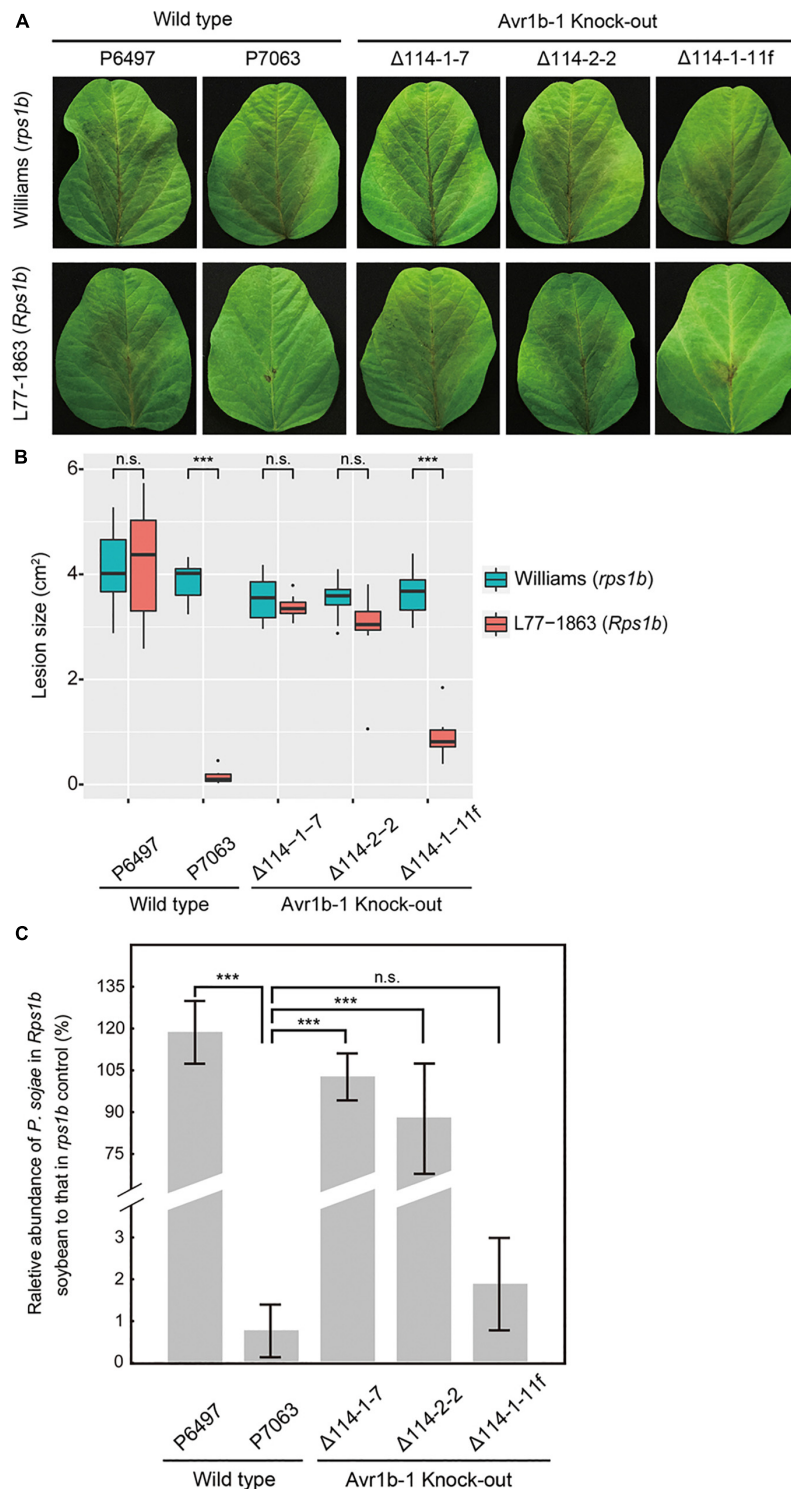 A
Wild type
Avr1b-1 Knock-out
P6497
P7063
Δ114-1-7
Δ114-2-2
Δ114-1-11f
Williams (rps1b)
L77-1863 (Rps1b)
B
n.s.
***
n.s.
n.s.
***
6
4
2
0
Lesion size (cm²)
Williams (rps1b)
L77−1863 (Rps1b)
P6497
P7063
Δ114−1−7
Δ114−2−2
Δ114-1−11f
Wild type
Avr1b-1 Knock-out
C
n.s.
***
***
***
135
120
105
90
75
3
2
1
0
Raletive abundance of P. sojae in Rps1b
soybean to that in rps1b control (%)
P6497
P7063
Δ114-1-7
Δ114-2-2
Δ114-1-11f
Wild type
Avr1b-1 Knock-out